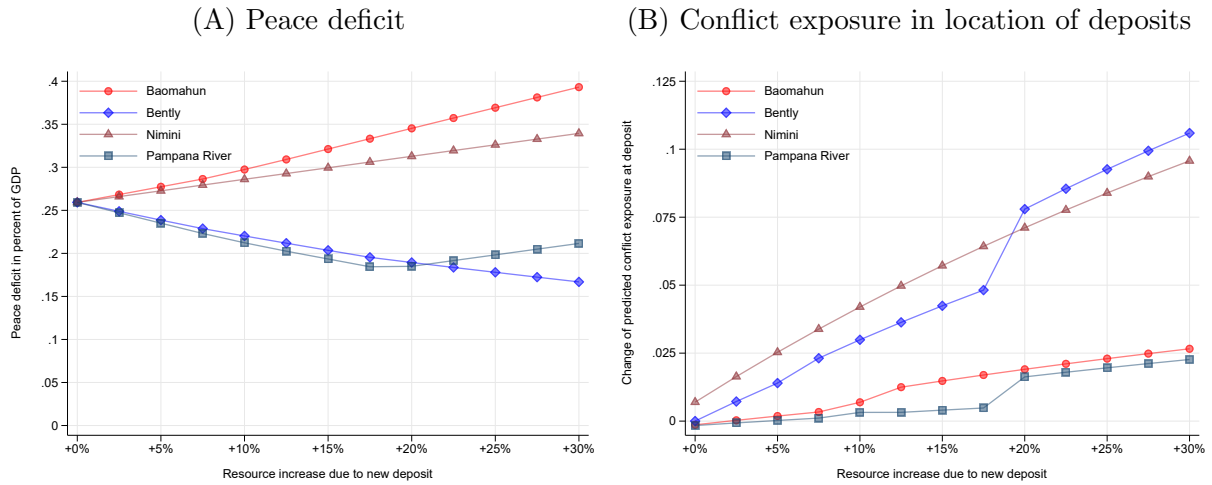 (A) Peace deficit
Peace deficit in percent of GDP
.4
.35
.3
.25
.2
.15
.1
.05
0
Baomahun
Bently
Nimini
Pampana River
+0% +5% +10% +15% +20% +25% +30%
Resource increase due to new deposit
(B) Conflict exposure in location of deposits
Change of predicted conflict exposure at deposit
.125
.1
.075
.05
.025
0
Baomahun
Bently
Nimini
Pampana River
+0% +5% +10% +15% +20% +25% +30%
Resource increase due to new deposit